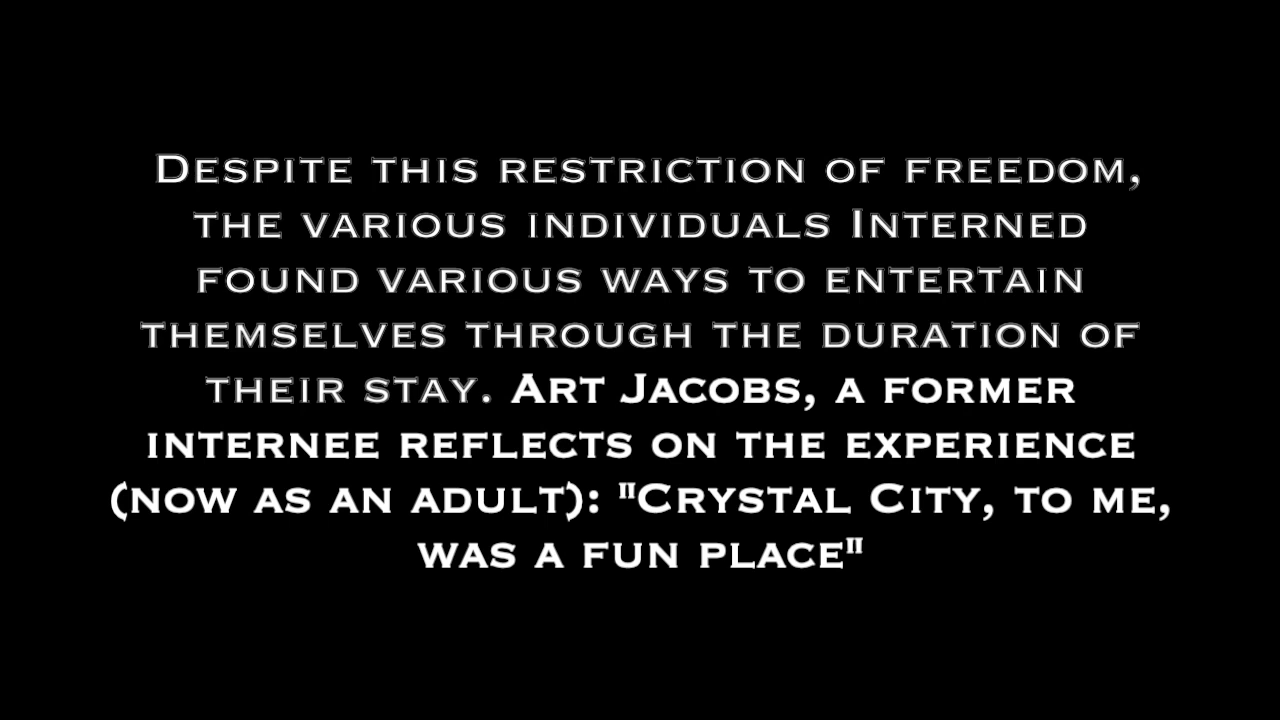 Despite this restriction of freedom,
the various individuals Interned
found various ways to entertain
themselves through the duration of
their stay. Art Jacobs, a former
internee reflects on the experience
(now as an adult): "Crystal City, to me,
was a fun place"